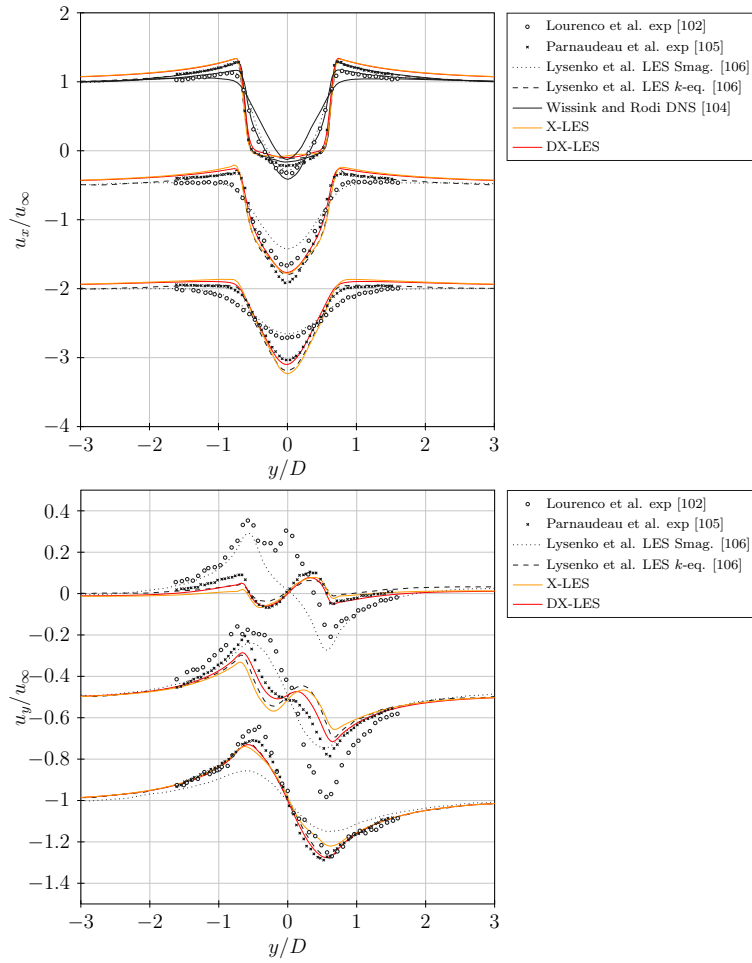 2
1
0
−1
−2
−3
−4
−3
−2
−1
0
1
2
3
y/D
u_x/u_∞
Lourenco et al. exp [102]
Parnaudeau et al. exp [105]
Lysenko et al. LES Smag. [106]
Lysenko et al. LES k-eq. [106]
Wissink and Rodi DNS [104]
X-LES
DX-LES
0.4
0.2
0
−0.2
−0.4
−0.6
−0.8
−1
−1.2
−1.4
−3
−2
−1
0
1
2
3
y/D
u_y/u_∞
Lourenco et al. exp [102]
Parnaudeau et al. exp [105]
Lysenko et al. LES Smag. [106]
Lysenko et al. LES k-eq. [106]
X-LES
DX-LES